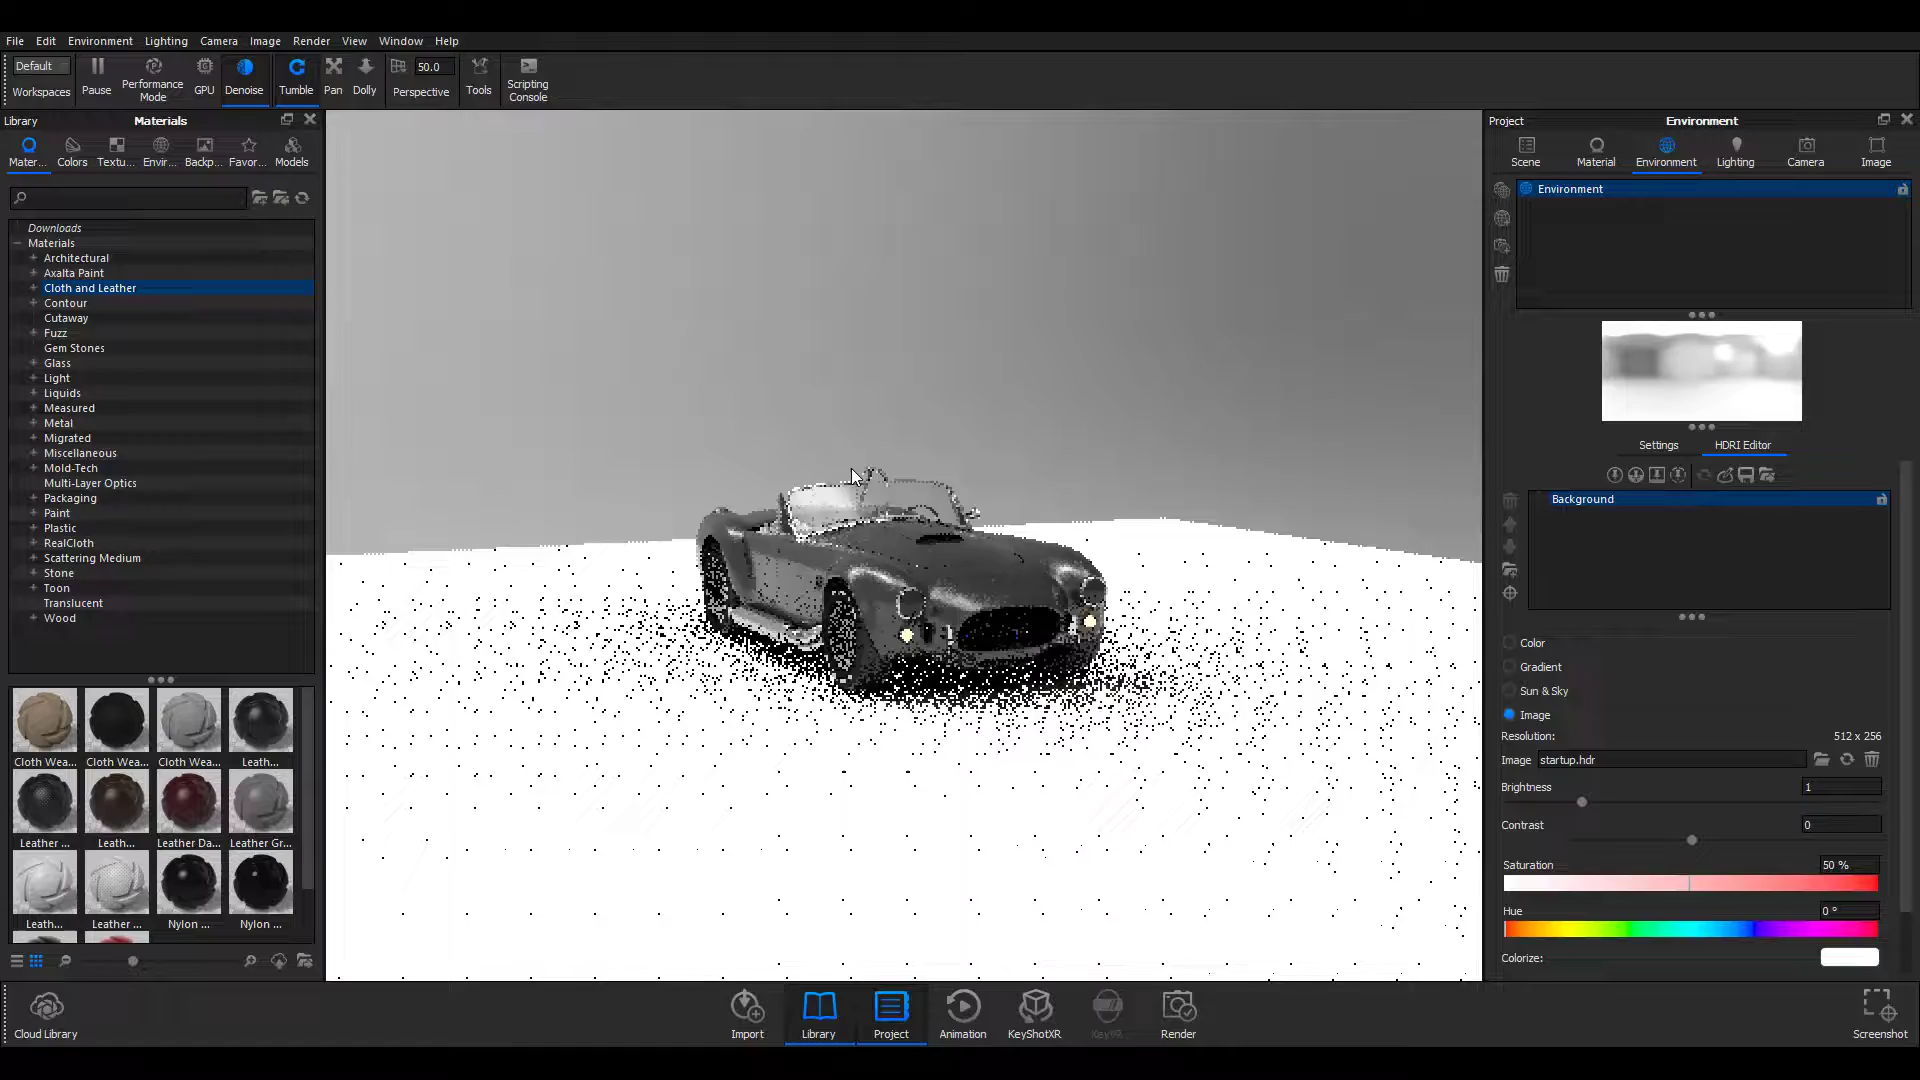 File Edit Environment Lighting Camera Image Render View Window Help
Default
50.0
Workspaces
Pause
Performance Mode
GPU
Denoise
Tumble
Pan
Dolly
Perspective
Tools
Scripting Console
Library
Materials
Mater...
Colors
Textu...
Envir...
Backp...
Favor...
Models
Downloads
Materials
Architectural
Axalta Paint
Cloth and Leather
Contour
Cutaway
Fuzz
Gem Stones
Glass
Light
Liquids
Measured
Metal
Migrated
Miscellaneous
Mold-Tech
Multi-Layer Optics
Packaging
Paint
Plastic
RealCloth
Scattering Medium
Stone
Toon
Translucent
Wood
Cloth Wea...
Cloth Wea...
Cloth Wea...
Leath...
Leather ...
Leath...
Leather Da...
Leather Gr...
Leath...
Leather ...
Nylon ...
Nylon ...
Project
Environment
Scene
Material
Environment
Lighting
Camera
Image
Environment
Settings
HDRI Editor
Background
Color
Gradient
Sun & Sky
Image
Resolution: 512 x 256
Image startup.hdr
Brightness 1
Contrast 0
Saturation 50 %
Hue 0 °
Colorize:
Cloud Library
Import
Library
Project
Animation
KeyShotXR
KeyVR
Render
Screenshot